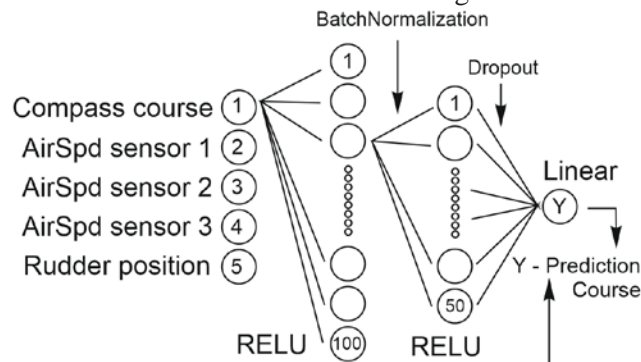 BatchNormalization
Dropout
Compass course 1
AirSpd sensor 1 2
AirSpd sensor 2 3
AirSpd sensor 3 4
Rudder position 5
1
100
RELU
1
50
RELU
Linear
Y
Y - Prediction
Course